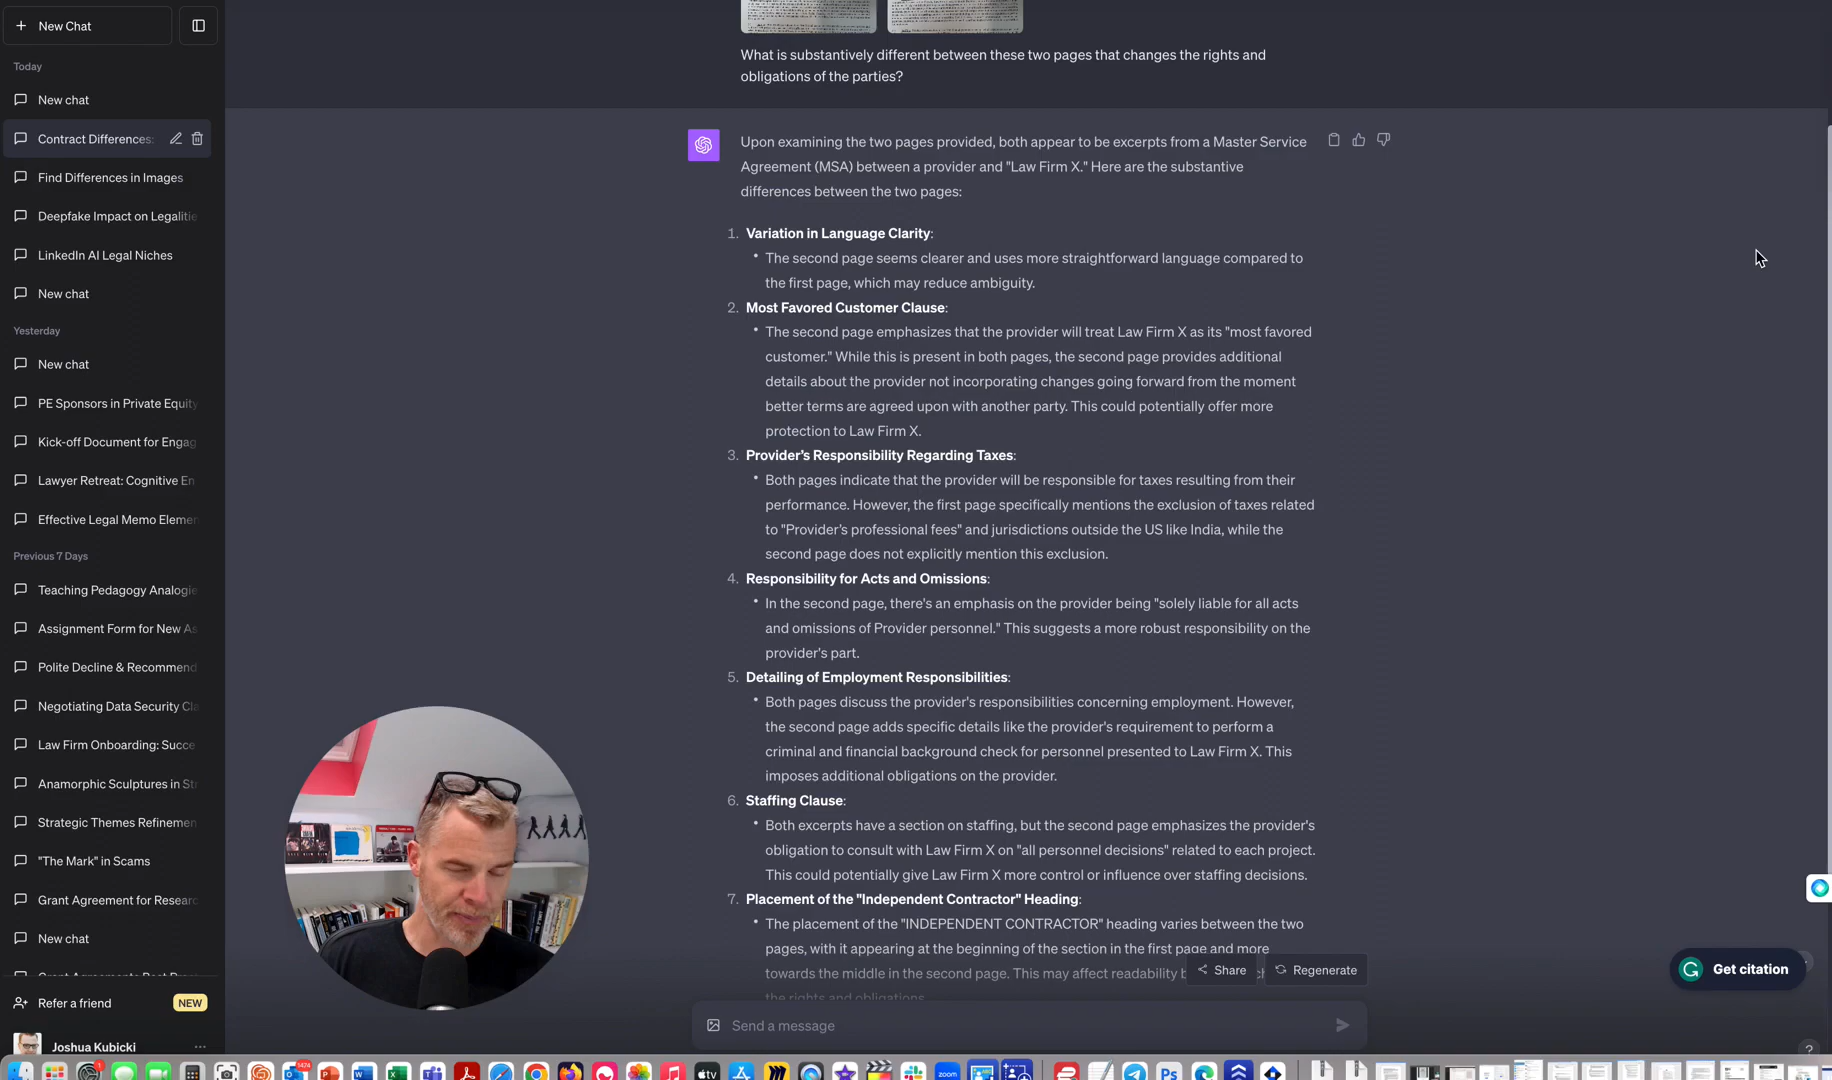 New Chat
Today
New chat
Contract Differences:
Find Differences in Images
Deepfake Impact on Legalitie
LinkedIn AI Legal Niches
New chat
Yesterday
New chat
PE Sponsors in Private Equity
Kick-off Document for Engag
Lawyer Retreat: Cognitive En
Effective Legal Memo Elemen
Previous 7 Days
Teaching Pedagogy Analogie
Assignment Form for New As
Polite Decline & Recommend
Negotiating Data Security Cla
Law Firm Onboarding: Succe
Anamorphic Sculptures in Str
Strategic Themes Refinemen
"The Mark" in Scams
Grant Agreement for Researc
New chat
Refer a friend
NEW
Joshua Kubicki
What is substantively different between these two pages that changes the rights and
obligations of the parties?
Upon examining the two pages provided, both appear to be excerpts from a Master Service
Agreement (MSA) between a provider and "Law Firm X." Here are the substantive
differences between the two pages:
1. Variation in Language Clarity:
• The second page seems clearer and uses more straightforward language compared to
the first page, which may reduce ambiguity.
2. Most Favored Customer Clause:
• The second page emphasizes that the provider will treat Law Firm X as its "most favored
customer." While this is present in both pages, the second page provides additional
details about the provider not incorporating changes going forward from the moment
better terms are agreed upon with another party. This could potentially offer more
protection to Law Firm X.
3. Provider's Responsibility Regarding Taxes:
• Both pages indicate that the provider will be responsible for taxes resulting from their
performance. However, the first page specifically mentions the exclusion of taxes related
to "Provider's professional fees" and jurisdictions outside the US like India, while the
second page does not explicitly mention this exclusion.
4. Responsibility for Acts and Omissions:
• In the second page, there's an emphasis on the provider being "solely liable for all acts
and omissions of Provider personnel." This suggests a more robust responsibility on the
provider's part.
5. Detailing of Employment Responsibilities:
• Both pages discuss the provider's responsibilities concerning employment. However,
the second page adds specific details like the provider's requirement to perform a
criminal and financial background check for personnel presented to Law Firm X. This
imposes additional obligations on the provider.
6. Staffing Clause:
• Both excerpts have a section on staffing, but the second page emphasizes the provider's
obligation to consult with Law Firm X on "all personnel decisions" related to each project.
This could potentially give Law Firm X more control or influence over staffing decisions.
7. Placement of the "Independent Contractor" Heading:
• The placement of the "INDEPENDENT CONTRACTOR" heading varies between the two
pages, with it appearing at the beginning of the section in the first page and more
towards the middle in the second page. This may affect readability
the rights and obligations.
Share
Regenerate
Send a message
Get citation
?
1474
tv
zoom
Ps